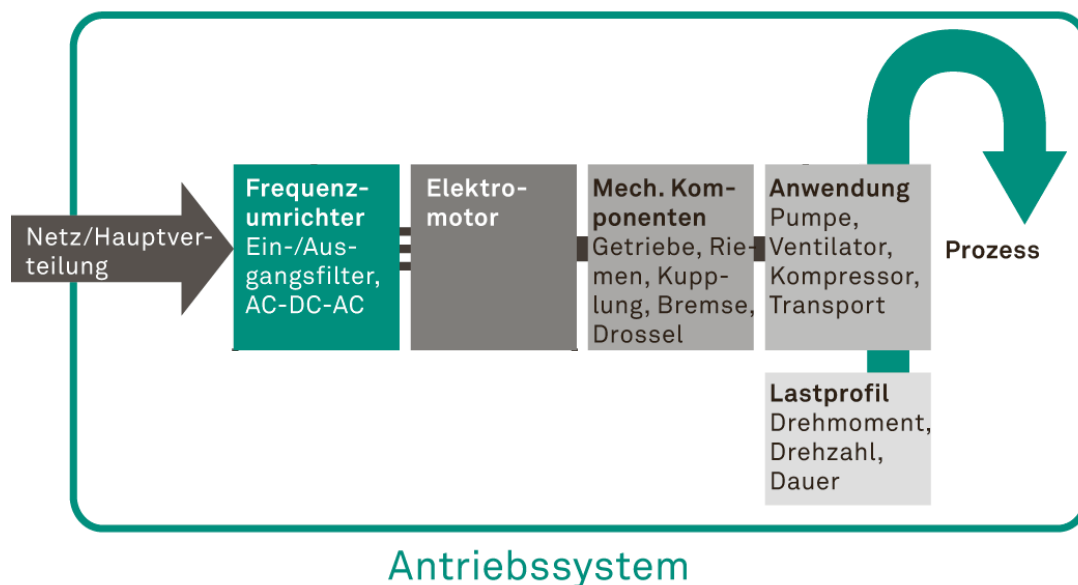 Netz/Hauptver-
teilung
Frequenz-
umrichter
Ein-/Aus-
gangsfilter,
AC-DC-AC
Elektro-
motor
Mech. Kom-
ponenten
Getriebe, Rie-
men, Kupp-
lung, Bremse,
Drossel
Anwendung
Pumpe,
Ventilator,
Kompressor,
Transport
Prozess
Lastprofil
Drehmoment,
Drehzahl,
Dauer
Antriebssystem